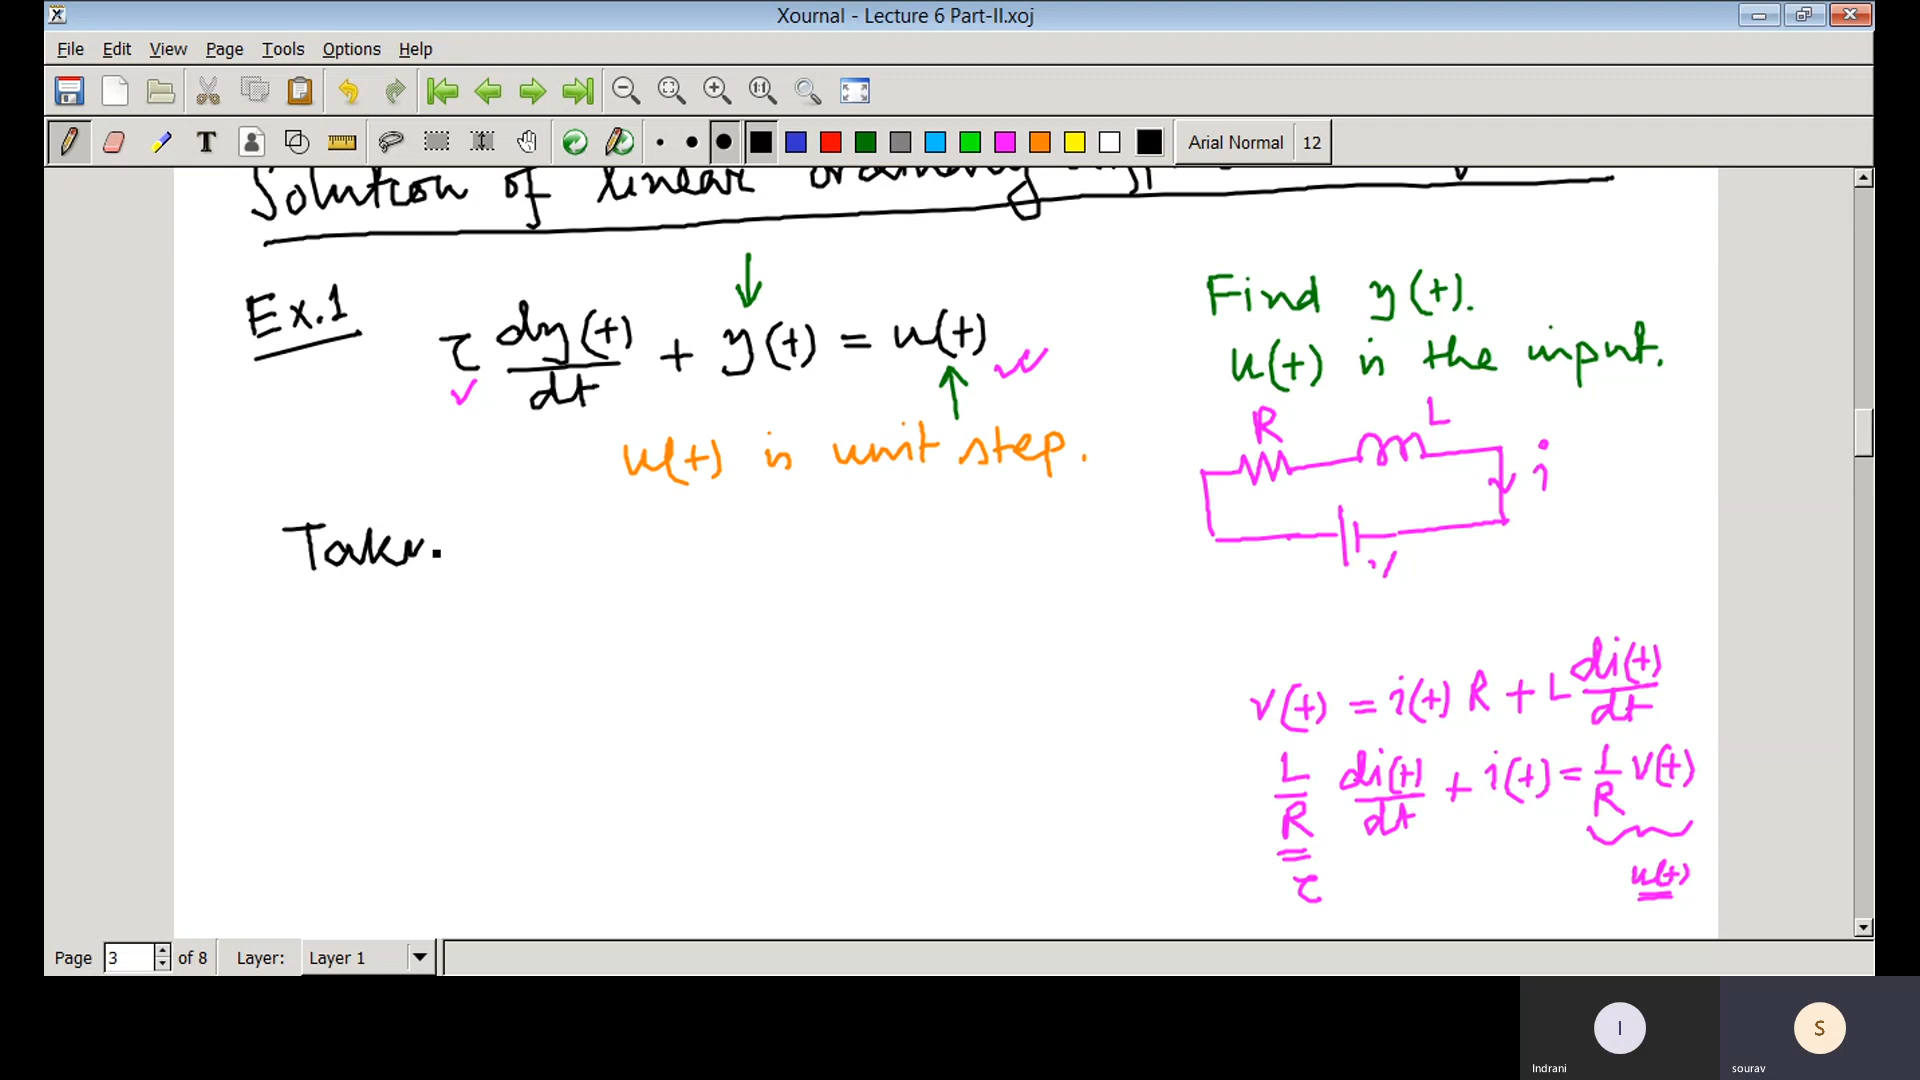 Xournal - Lecture 6 Part-II.xoj
File Edit View Page Tools Options Help
Arial Normal 12
Solution of linear ordinary
Ex.1
τ dy(t)/dt + y(t) = u(t)
u(t) is unit step.
Find y(t).
u(t) is the input.
R L
i
v
v(t) = i(t) R + L di(t)/dt
L/R di(t)/dt + i(t) = 1/R v(t)
τ u(t)
Page 3 of 8 Layer: Layer 1
I S
Indrani sourav